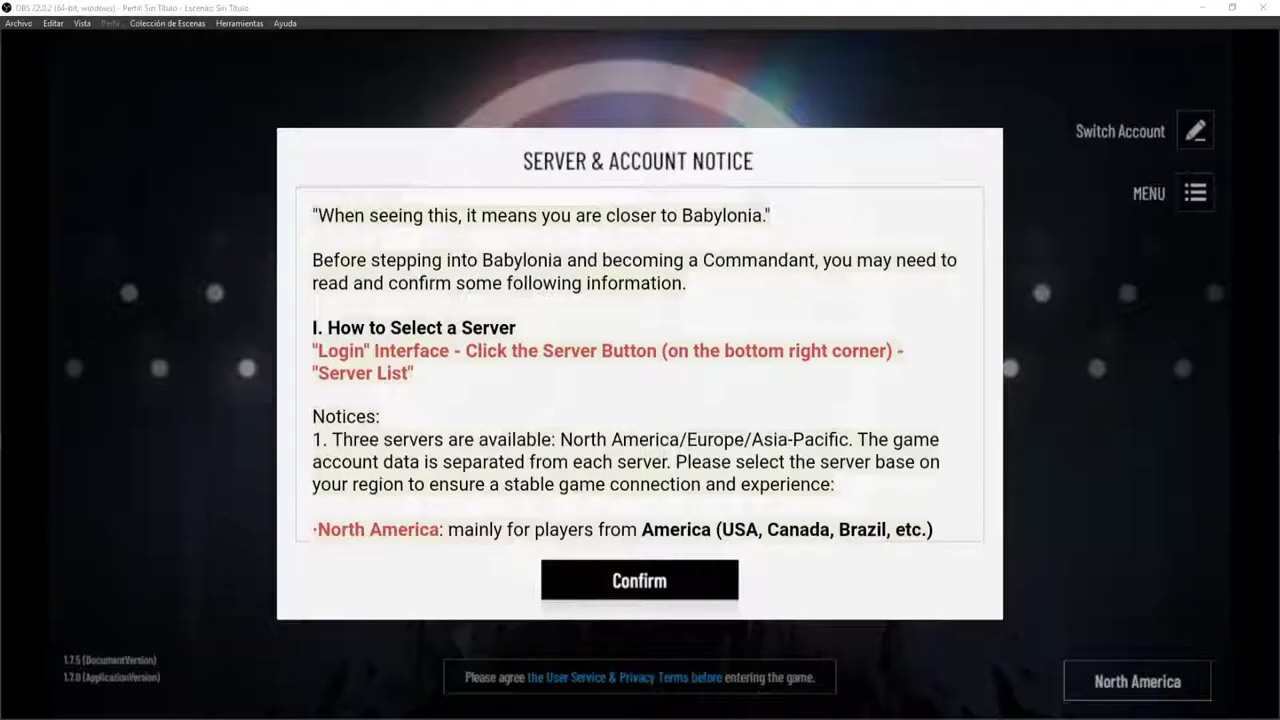 OBS 22.0.2 (64-bit, windows) - Perfil: Sin Título - Escenas: Sin Título
Archivo Editar Vista Perfil Colección de Escenas Herramientas Ayuda
Switch Account
MENU
SERVER & ACCOUNT NOTICE
"When seeing this, it means you are closer to Babylonia."
Before stepping into Babylonia and becoming a Commandant, you may need to
read and confirm some following information.
I. How to Select a Server
"Login" Interface - Click the Server Button (on the bottom right corner) -
"Server List"
Notices:
1. Three servers are available: North America/Europe/Asia-Pacific. The game
account data is separated from each server. Please select the server base on
your region to ensure a stable game connection and experience:
·North America: mainly for players from America (USA, Canada, Brazil, etc.)
Confirm
1.7.5 (DocumentVersion)
1.7.0 (ApplicationVersion)
Please agree the User Service & Privacy Terms before entering the game.
North America